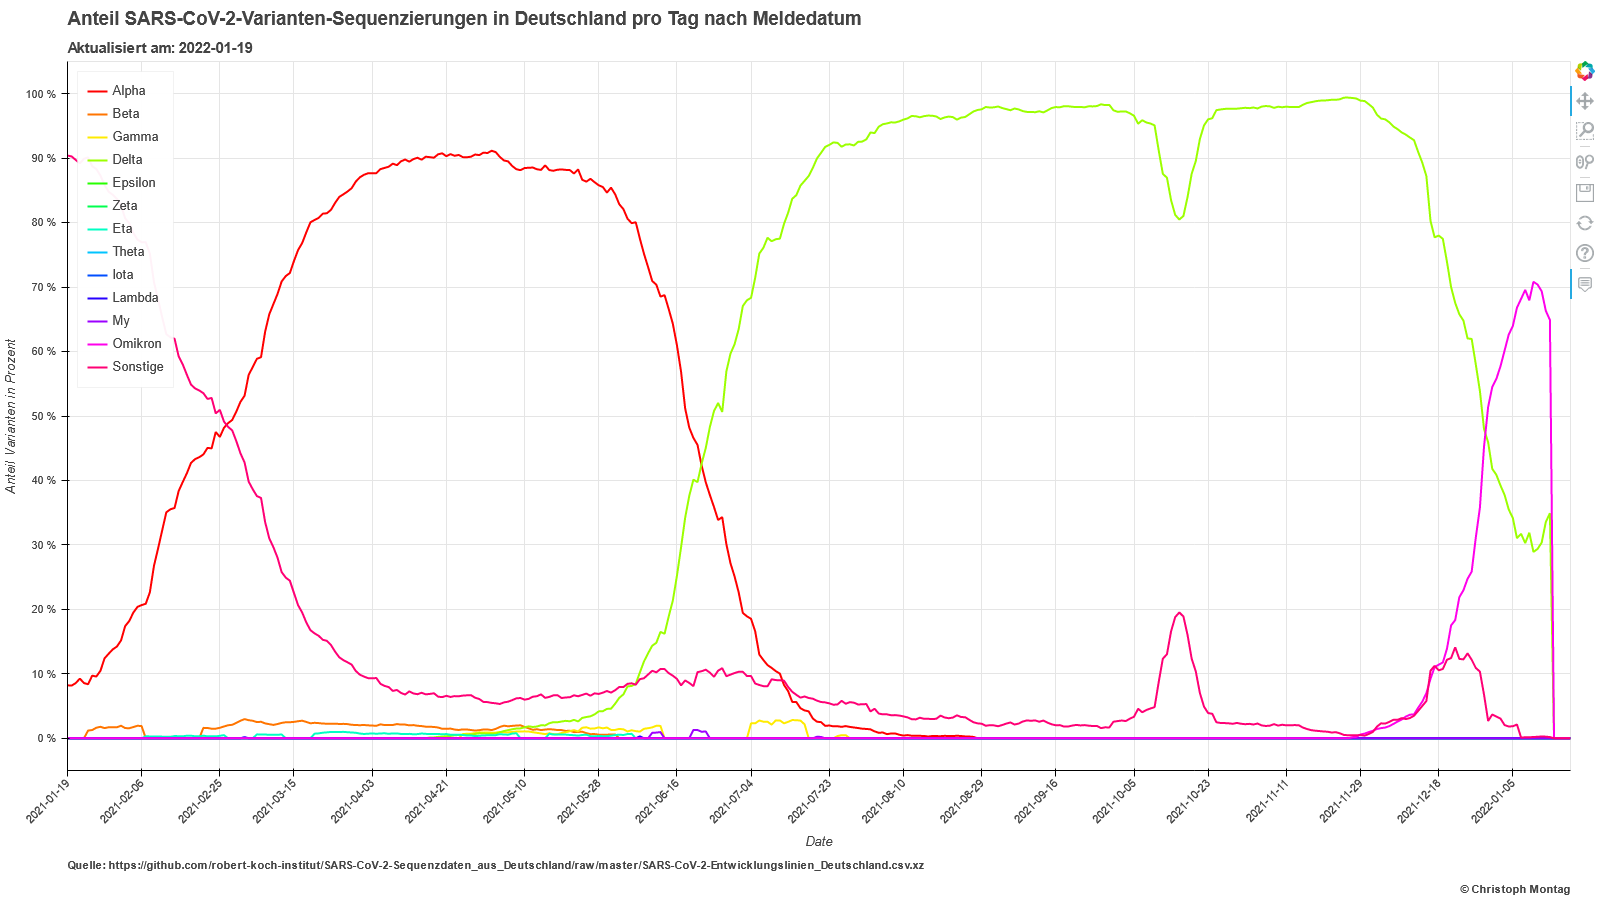 Anteil SARS-CoV-2-Varianten-Sequenzierungen in Deutschland pro Tag nach Meldedatum
Aktualisiert am: 2022-01-19
Alpha
Beta
Gamma
Delta
Epsilon
Zeta
Eta
Theta
Iota
Lambda
My
Omikron
Sonstige
Anteil Varianten in Prozent
100 %
90 %
80 %
70 %
60 %
50 %
40 %
30 %
20 %
10 %
0 %
2021-01-19
2021-02-06
2021-02-25
2021-03-15
2021-04-03
2021-04-21
2021-05-10
2021-05-28
2021-06-16
2021-07-04
2021-07-23
2021-08-10
2021-08-29
2021-09-16
2021-10-05
2021-10-23
2021-11-11
2021-11-29
2021-12-18
2022-01-05
Date
Quelle: https://github.com/robert-koch-institut/SARS-CoV-2-Sequenzdaten_aus_Deutschland/raw/master/SARS-CoV-2-Entwicklungslinien_Deutschland.csv.xz
© Christoph Montag